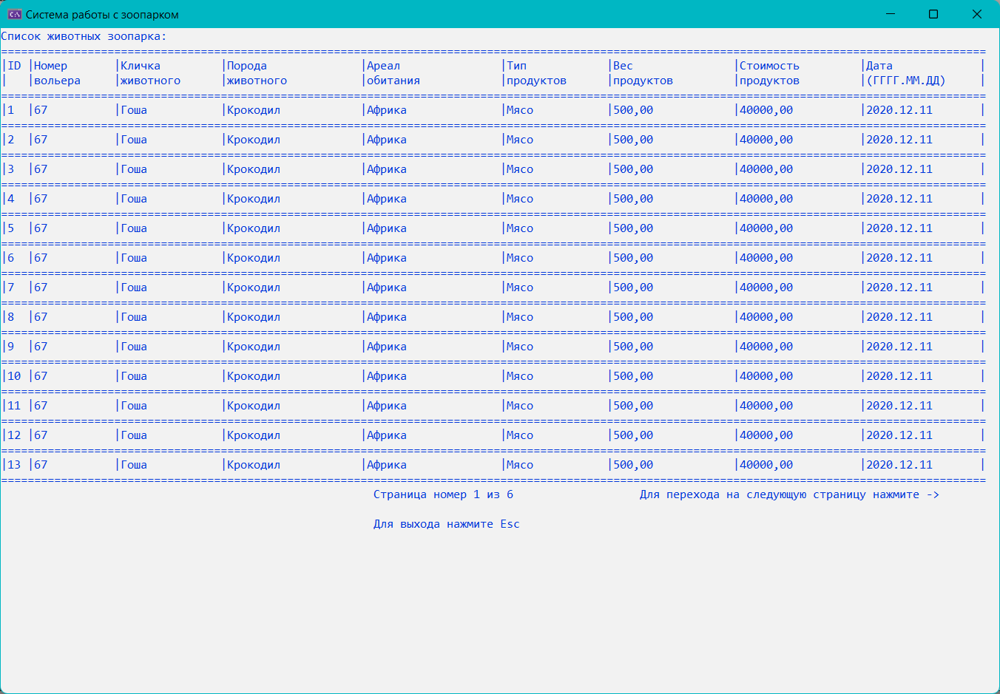 Система работы с зоопарком
Список животных зоопарка:
====================================================================================================================================================
|ID |Номер       |Кличка         |Порода              |Ареал               |Тип            |Вес               |Стоимость         |Дата             |
|   |вольера     |животного      |животного           |обитания            |продуктов      |продуктов         |продуктов         |(ГГГГ.ММ.ДД)     |
====================================================================================================================================================
|1  |67          |Гоша           |Крокодил            |Африка              |Мясо           |500,00            |40000,00          |2020.12.11       |
====================================================================================================================================================
|2  |67          |Гоша           |Крокодил            |Африка              |Мясо           |500,00            |40000,00          |2020.12.11       |
====================================================================================================================================================
|3  |67          |Гоша           |Крокодил            |Африка              |Мясо           |500,00            |40000,00          |2020.12.11       |
====================================================================================================================================================
|4  |67          |Гоша           |Крокодил            |Африка              |Мясо           |500,00            |40000,00          |2020.12.11       |
====================================================================================================================================================
|5  |67          |Гоша           |Крокодил            |Африка              |Мясо           |500,00            |40000,00          |2020.12.11       |
====================================================================================================================================================
|6  |67          |Гоша           |Крокодил            |Африка              |Мясо           |500,00            |40000,00          |2020.12.11       |
====================================================================================================================================================
|7  |67          |Гоша           |Крокодил            |Африка              |Мясо           |500,00            |40000,00          |2020.12.11       |
====================================================================================================================================================
|8  |67          |Гоша           |Крокодил            |Африка              |Мясо           |500,00            |40000,00          |2020.12.11       |
====================================================================================================================================================
|9  |67          |Гоша           |Крокодил            |Африка              |Мясо           |500,00            |40000,00          |2020.12.11       |
====================================================================================================================================================
|10 |67          |Гоша           |Крокодил            |Африка              |Мясо           |500,00            |40000,00          |2020.12.11       |
====================================================================================================================================================
|11 |67          |Гоша           |Крокодил            |Африка              |Мясо           |500,00            |40000,00          |2020.12.11       |
====================================================================================================================================================
|12 |67          |Гоша           |Крокодил            |Африка              |Мясо           |500,00            |40000,00          |2020.12.11       |
====================================================================================================================================================
|13 |67          |Гоша           |Крокодил            |Африка              |Мясо           |500,00            |40000,00          |2020.12.11       |
====================================================================================================================================================
Страница номер 1 из 6                   Для перехода на следующую страницу нажмите ->
Для выхода нажмите Esc